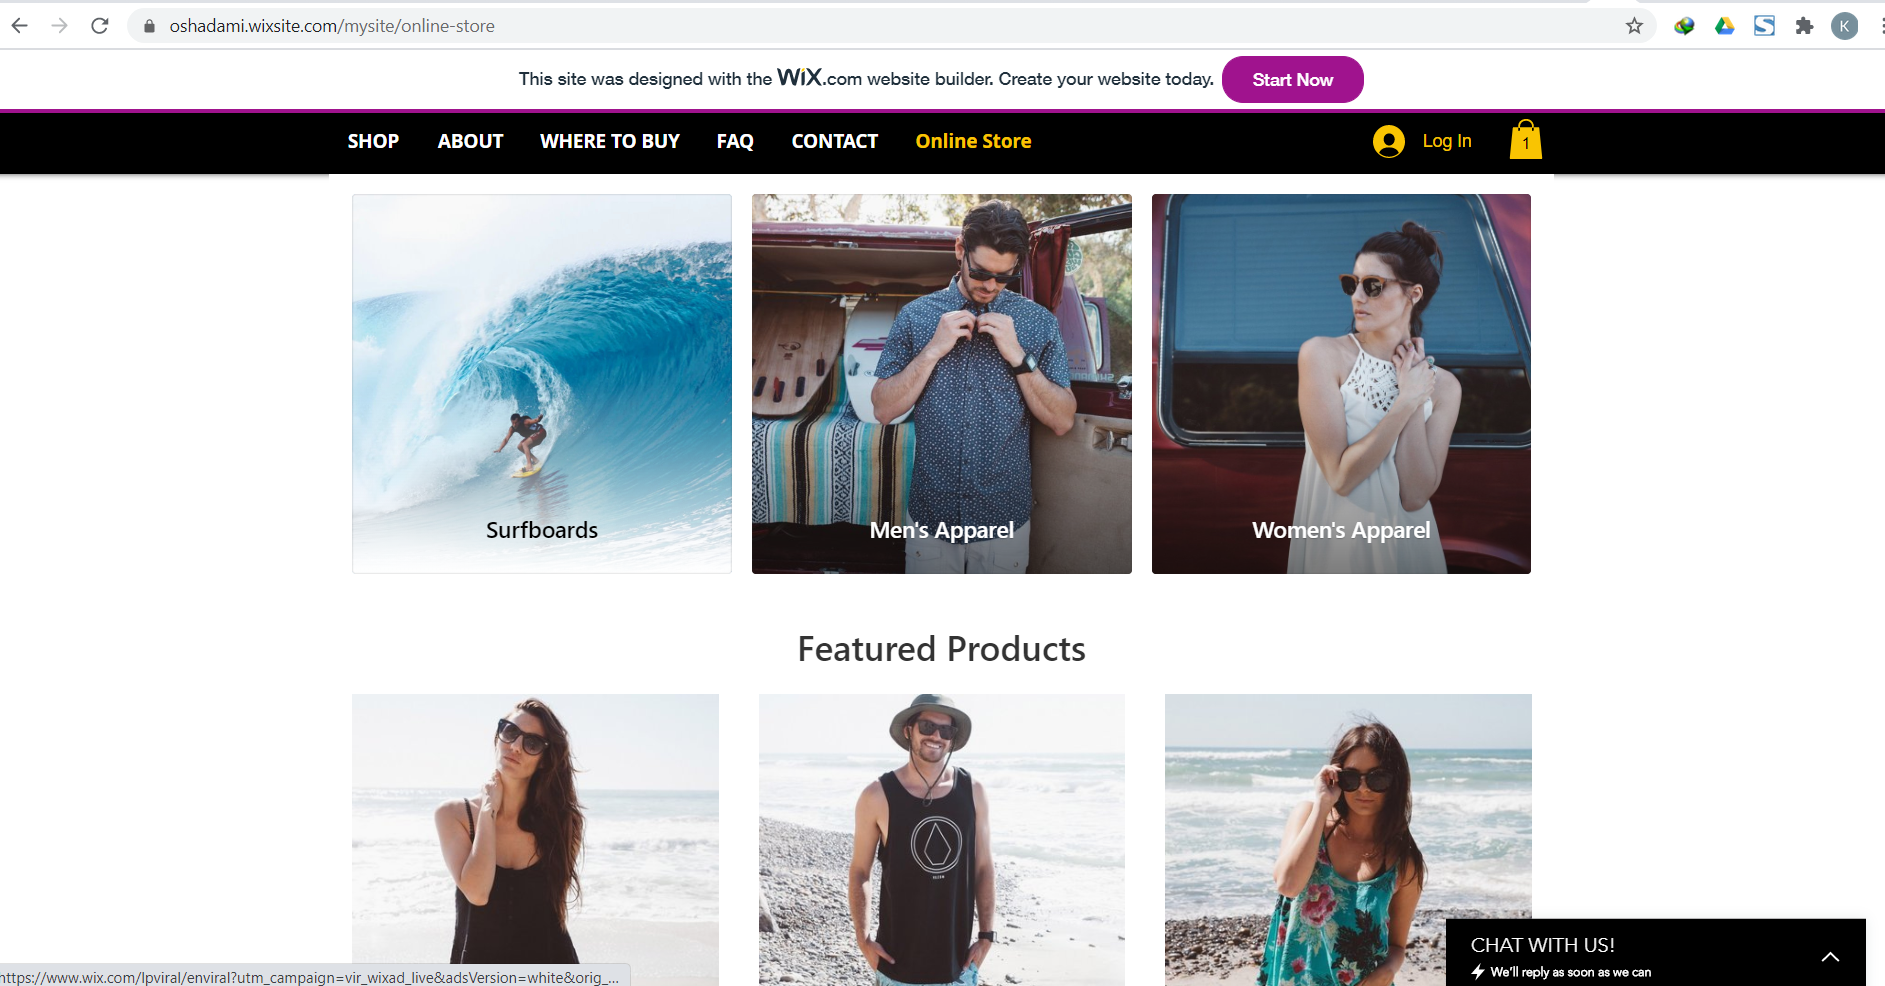 oshadami.wixsite.com/mysite/online-store
K
This site was designed with the WiX.com website builder. Create your website today. Start Now
SHOP ABOUT WHERE TO BUY FAQ CONTACT Online Store Log In 1
Surfboards Men's Apparel Women's Apparel
Featured Products
CHAT WITH US!
We'll reply as soon as we can
https://www.wix.com/lpviral/enviral?utm_campaign=vir_wixad_live&adsVersion=white&orig_...